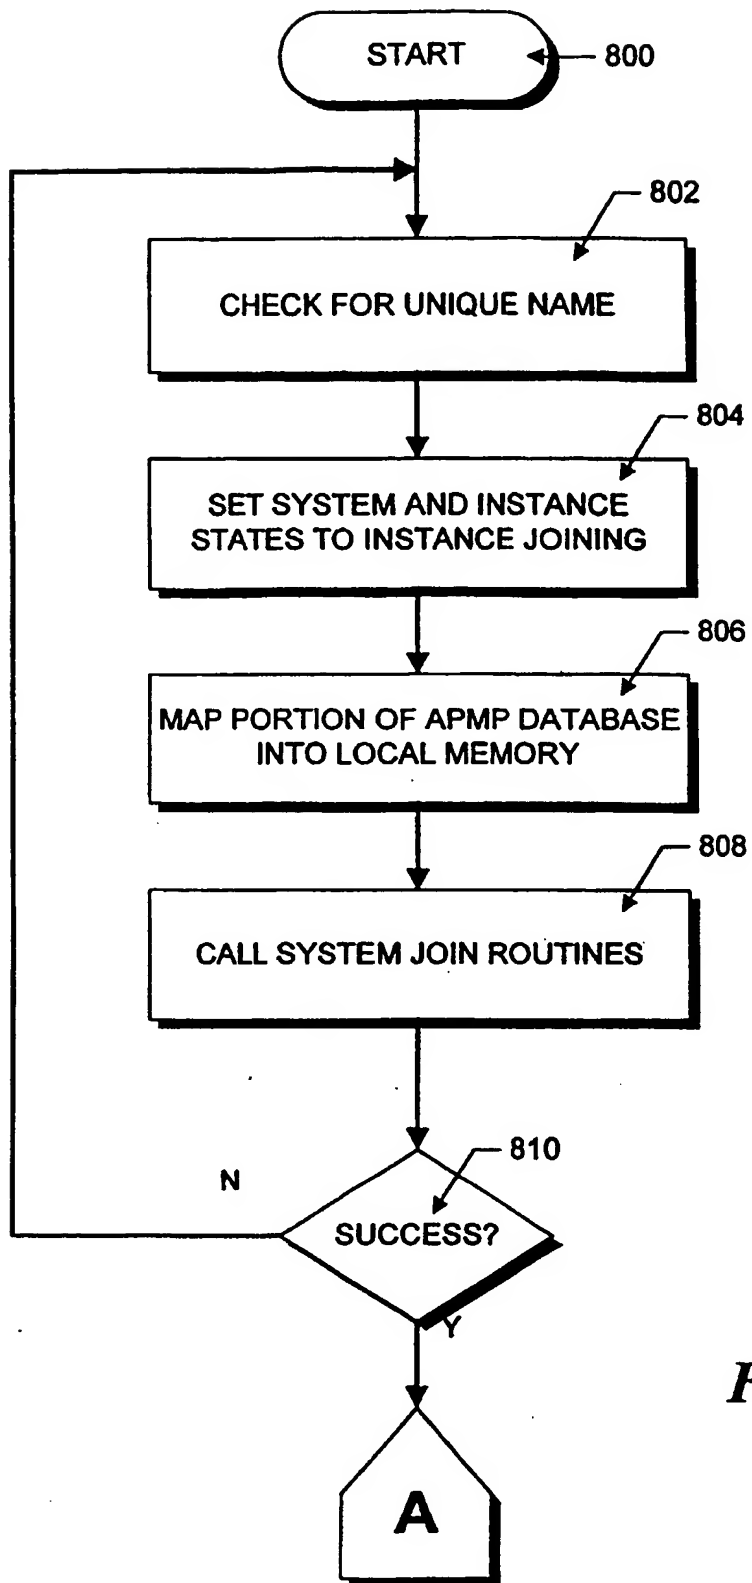 START
800
802
CHECK FOR UNIQUE NAME
804
SET SYSTEM AND INSTANCE
STATES TO INSTANCE JOINING
806
MAP PORTION OF APMP DATABASE
INTO LOCAL MEMORY
808
CALL SYSTEM JOIN ROUTINES
810
N
SUCCESS?
Y
A